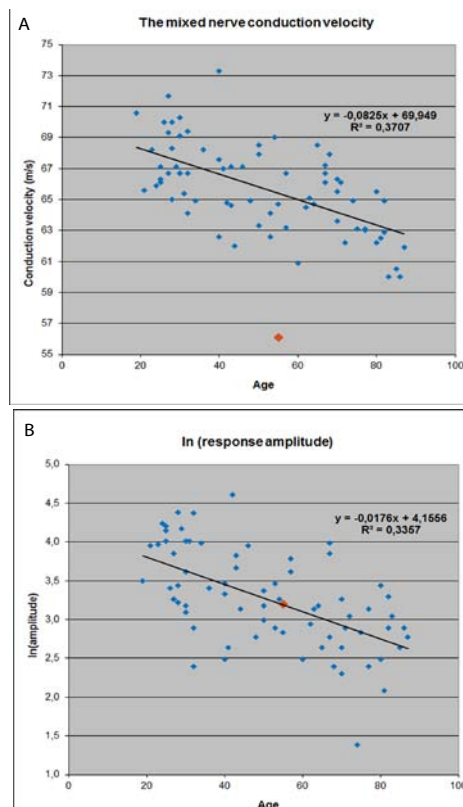 A
The mixed nerve conduction velocity
75
73
71
69
67
65
63
61
59
57
55
y = -0,0825x + 69,949
R² = 0,3707
Conduction velocity (m/s)
0
20
40
60
80
100
Age
B
ln (response amplitude)
5,0
4,5
4,0
3,5
3,0
2,5
2,0
1,5
1,0
y = -0,0176x + 4,1556
R² = 0,3357
ln(amplitude)
0
20
40
60
80
100
Age